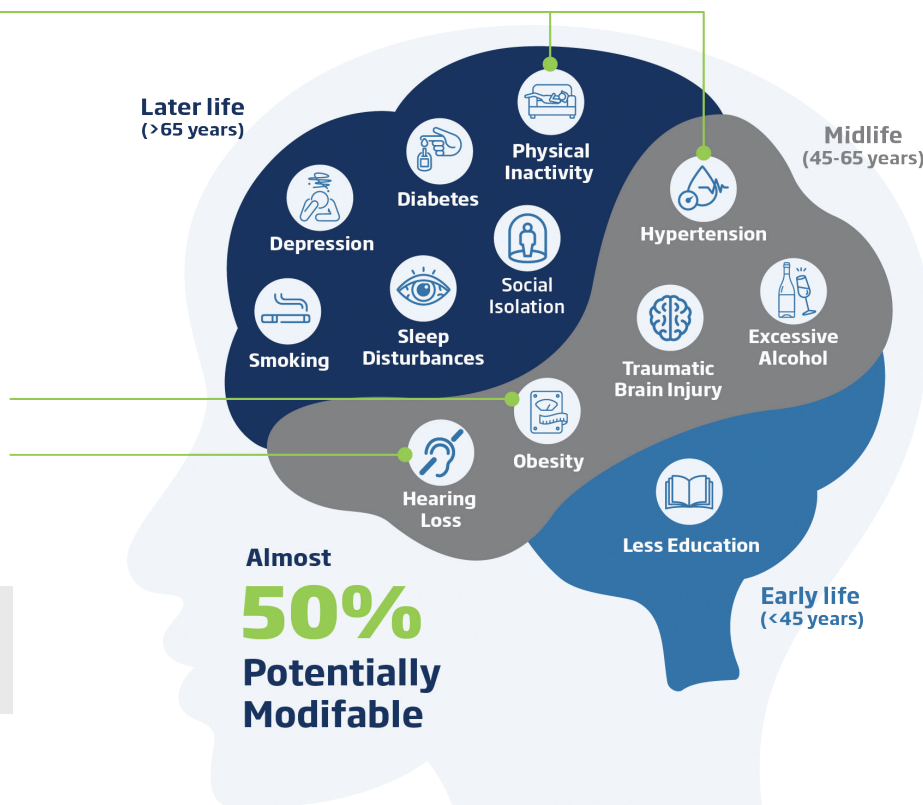 Later life
(>65 years)
Physical
Inactivity
Midlife
(45-65 years)
Diabetes
Depression
Hypertension
Social
Isolation
Smoking
Sleep
Disturbances
Excessive
Alcohol
Traumatic
Brain Injury
Obesity
Hearing
Loss
Less Education
Almost
50%
Potentially
Modifable
Early life
(<45 years)